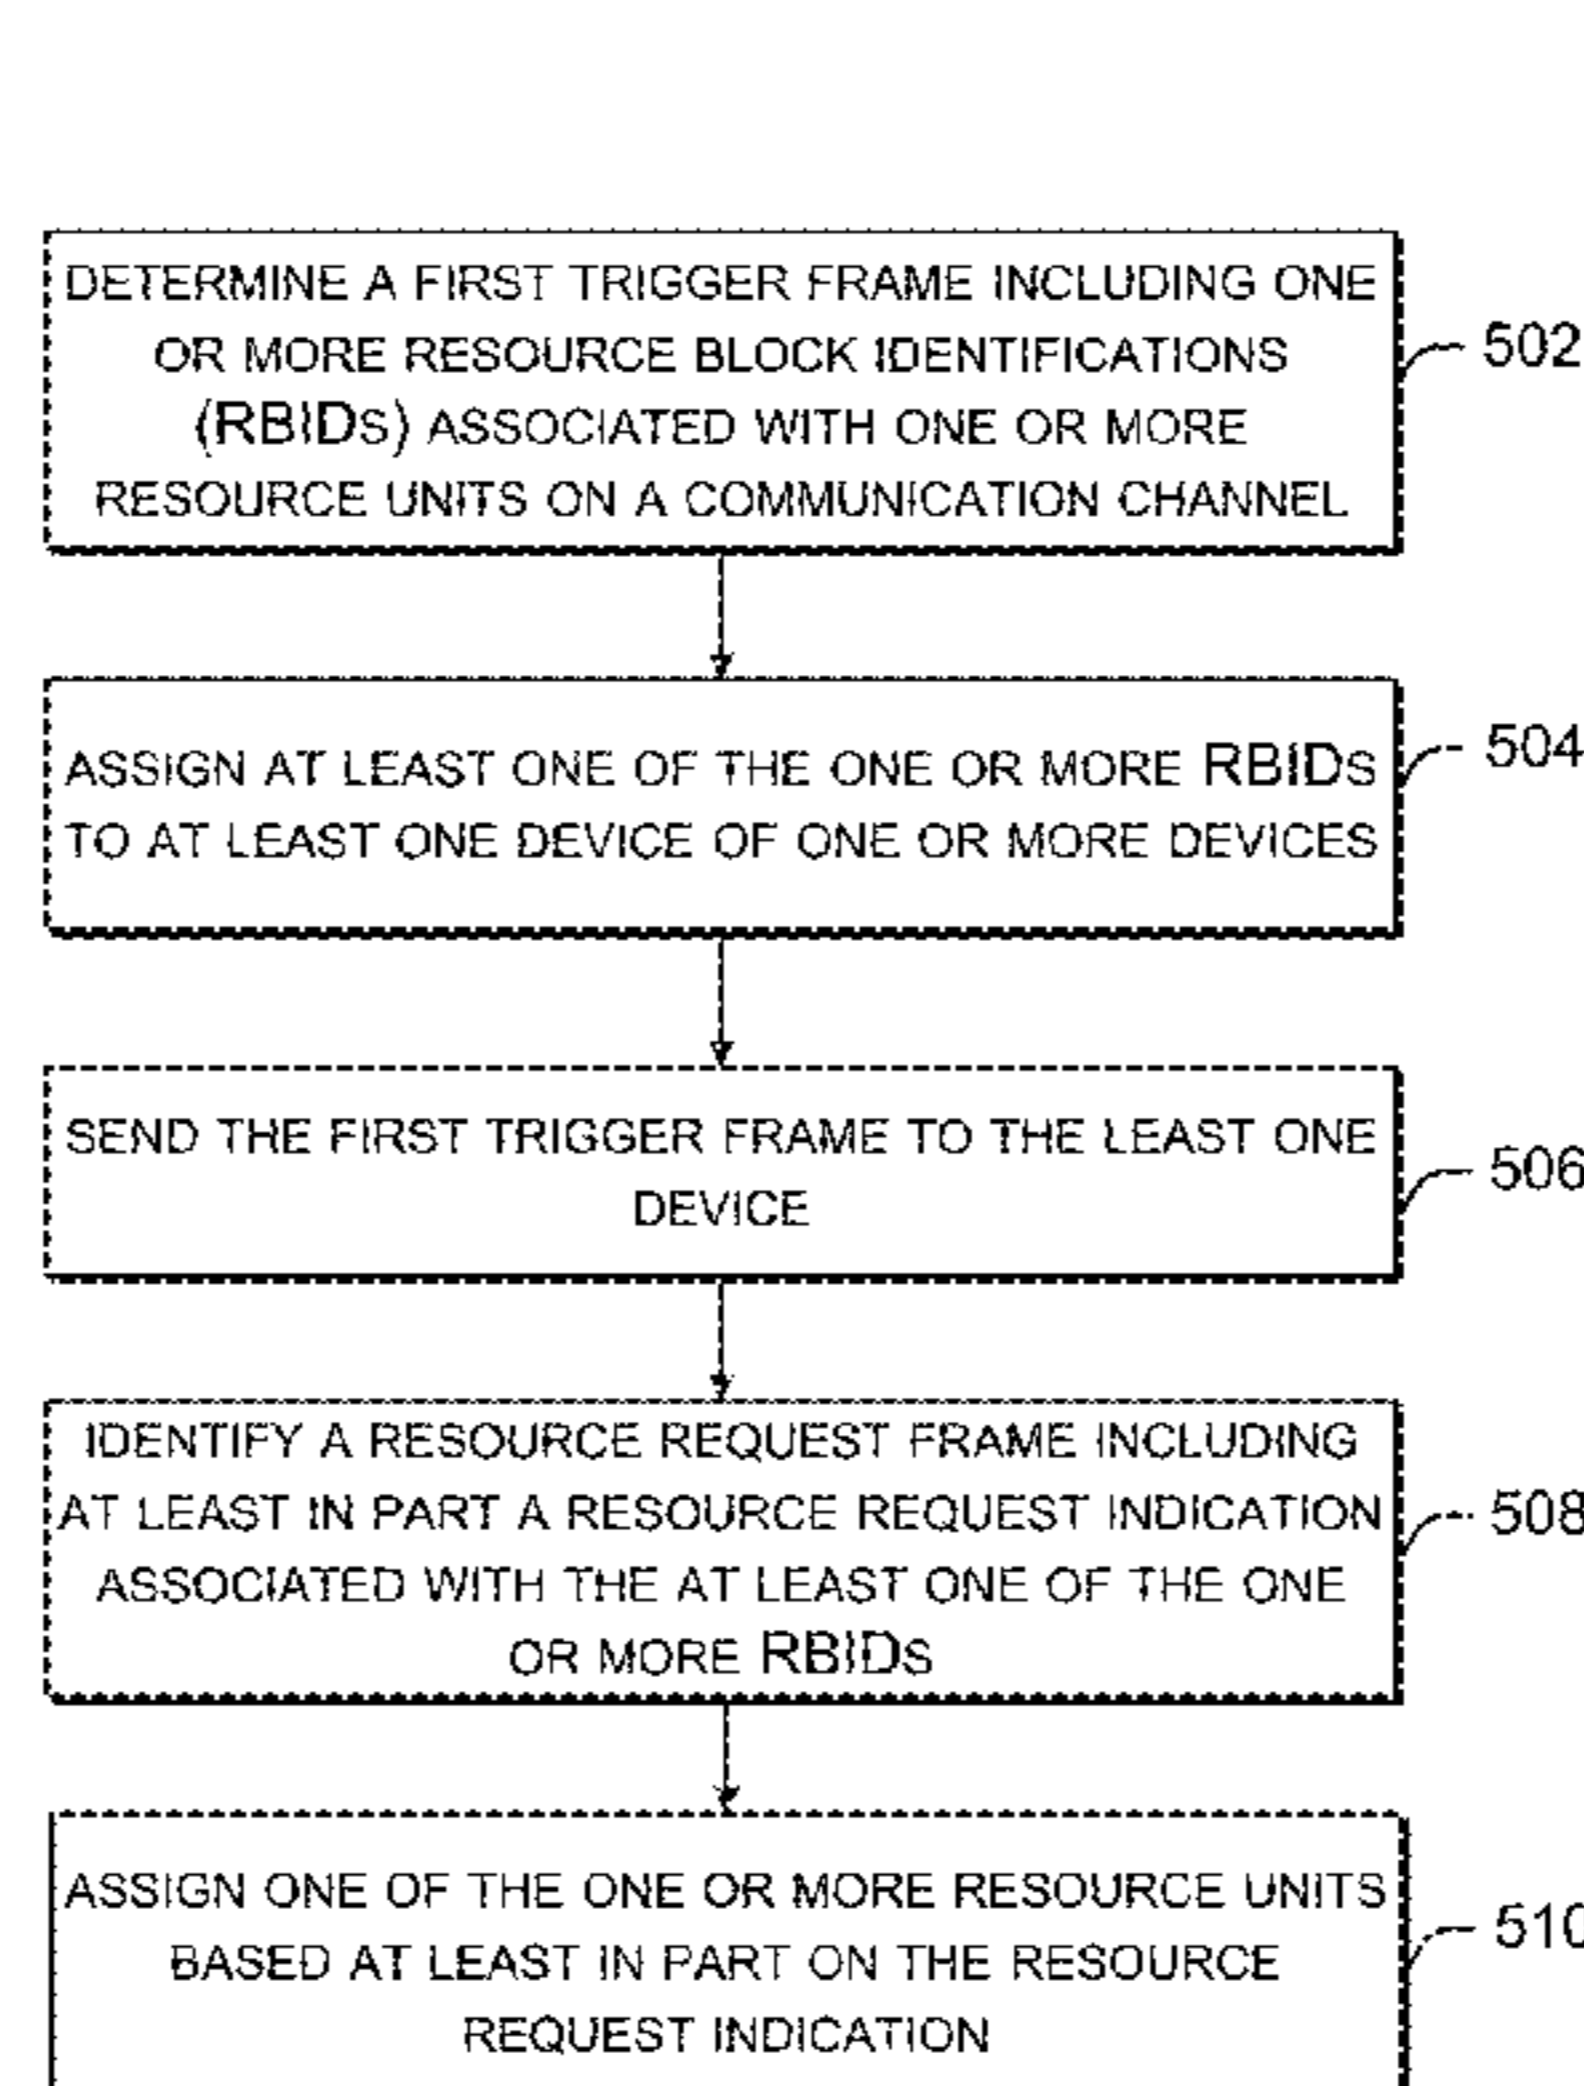 DETERMINE A FIRST TRIGGER FRAME INCLUDING ONE
OR MORE RESOURCE BLOCK IDENTIFICATIONS
(RBIDS) ASSOCIATED WITH ONE OR MORE
RESOURCE UNITS ON A COMMUNICATION CHANNEL
502
ASSIGN AT LEAST ONE OF THE ONE OR MORE RBIDS
TO AT LEAST ONE DEVICE OF ONE OR MORE DEVICES
504
SEND THE FIRST TRIGGER FRAME TO THE LEAST ONE
DEVICE
506
IDENTIFY A RESOURCE REQUEST FRAME INCLUDING
AT LEAST IN PART A RESOURCE REQUEST INDICATION
ASSOCIATED WITH THE AT LEAST ONE OF THE ONE
OR MORE RBIDS
508
ASSIGN ONE OF THE ONE OR MORE RESOURCE UNITS
BASED AT LEAST IN PART ON THE RESOURCE
REQUEST INDICATION
510